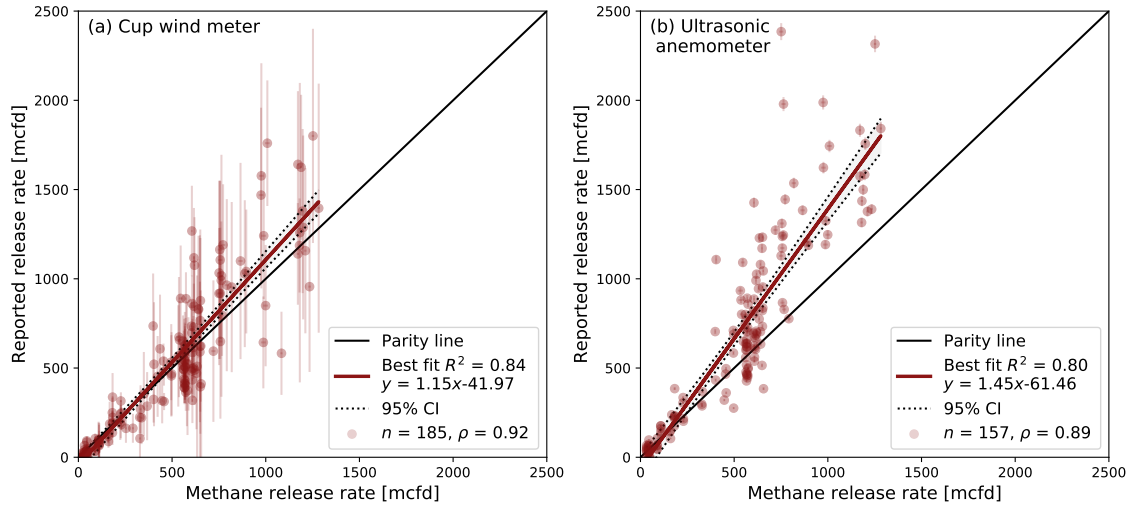 (a) Cup wind meter
Reported release rate [mcfd]
2500
2000
1500
1000
500
0
0 500 1000 1500 2000 2500
Methane release rate [mcfd]
Parity line
Best fit R² = 0.84
y = 1.15x-41.97
95% CI
n = 185, ρ = 0.92
(b) Ultrasonic
anemometer
Reported release rate [mcfd]
2500
2000
1500
1000
500
0
0 500 1000 1500 2000 2500
Methane release rate [mcfd]
Parity line
Best fit R² = 0.80
y = 1.45x-61.46
95% CI
n = 157, ρ = 0.89